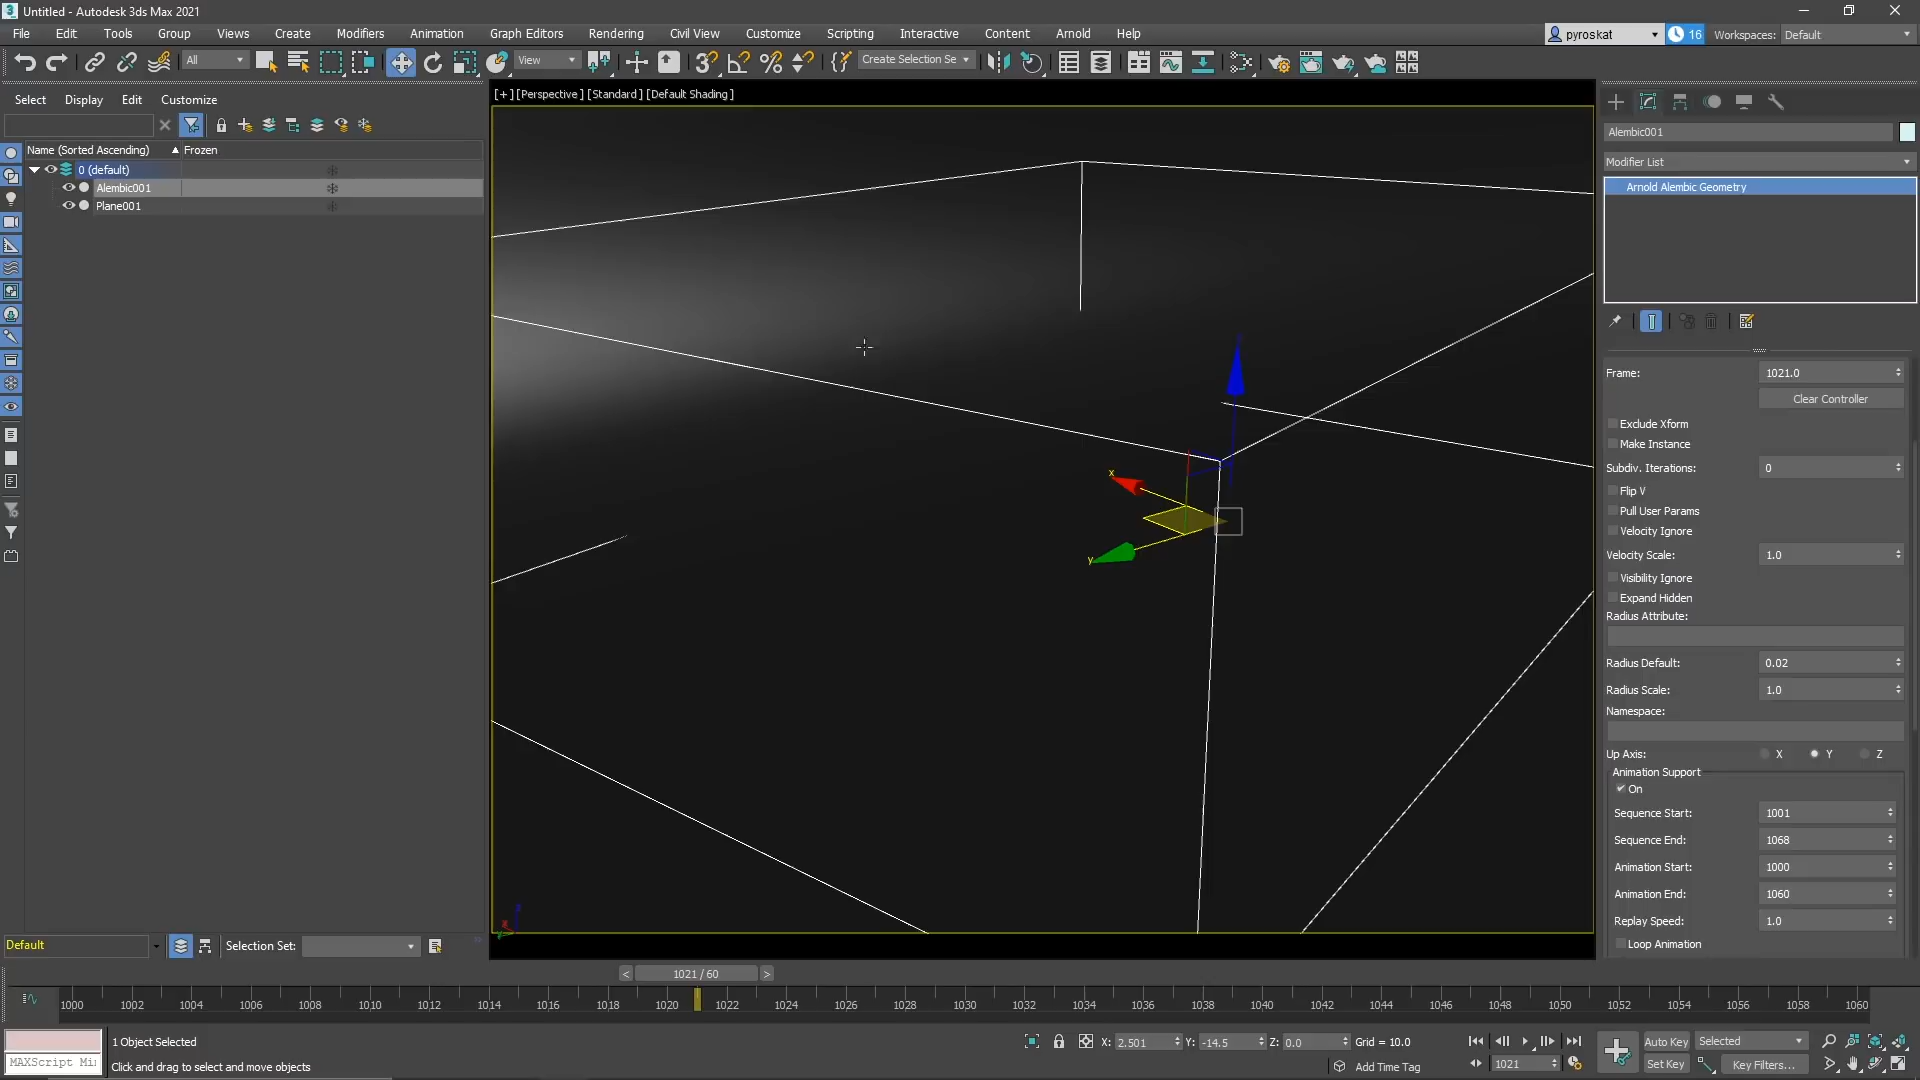 Untitled - Autodesk 3ds Max 2021
File Edit Tools Group Views Create Modifiers Animation Graph Editors Rendering Civil View Customize Scripting Interactive Content Arnold Help
pyroskat 16 Workspaces: Default
All View Create Selection Se
Select Display Edit Customize
[+] [Perspective] [Standard] [Default Shading]
Name (Sorted Ascending) Frozen
0 (default)
Alembic001
Plane001
Alembic001
Modifier List
Arnold Alembic Geometry
Frame: 1021.0
Clear Controller
Exclude Xform
Make Instance
Subdiv. Iterations: 0
Flip V
Pull User Params
Velocity Ignore
Velocity Scale: 1.0
Visibility Ignore
Expand Hidden
Radius Attribute:
Radius Default: 0.02
Radius Scale: 1.0
Namespace:
Up Axis: X Y Z
Animation Support
On
Sequence Start: 1001
Sequence End: 1068
Animation Start: 1000
Animation End: 1060
Replay Speed: 1.0
Loop Animation
x
y
Default Selection Set:
< 1021 / 60 >
1000 1002 1004 1006 1008 1010 1012 1014 1016 1018 1020 1022 1024 1026 1028 1030 1032 1034 1036 1038 1040 1042 1044 1046 1048 1050 1052 1054 1056 1058 1060
1 Object Selected X: 2.501 Y: -14.5 Z: 0.0 Grid = 10.0 Auto Key Selected
MAXScript Mi Click and drag to select and move objects Add Time Tag 1021 Set Key Key Filters...